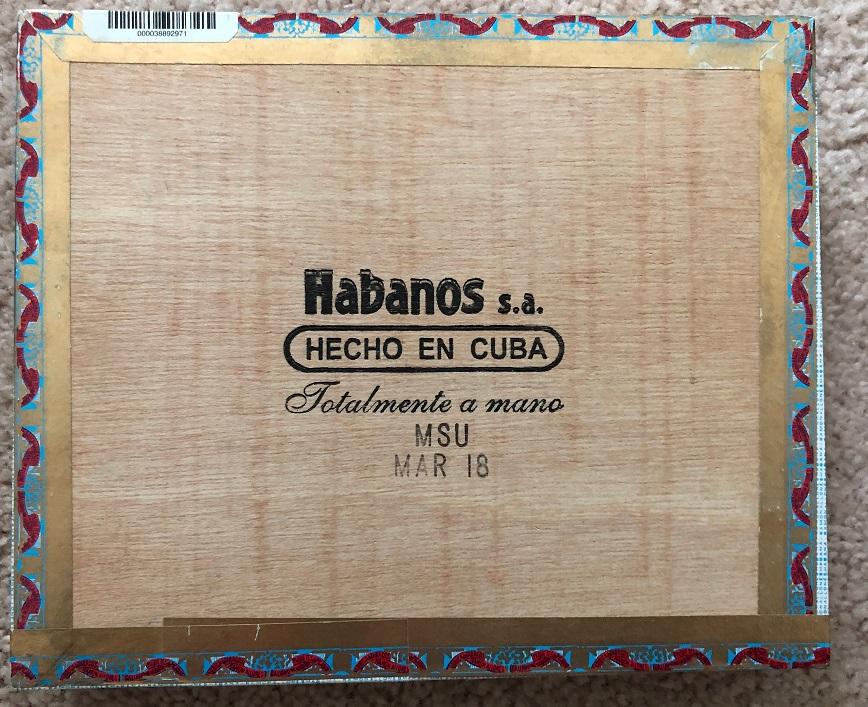 000038892971
Habanos s.a.
HECHO EN CUBA
Totalmente a mano
MSU
MAR 18